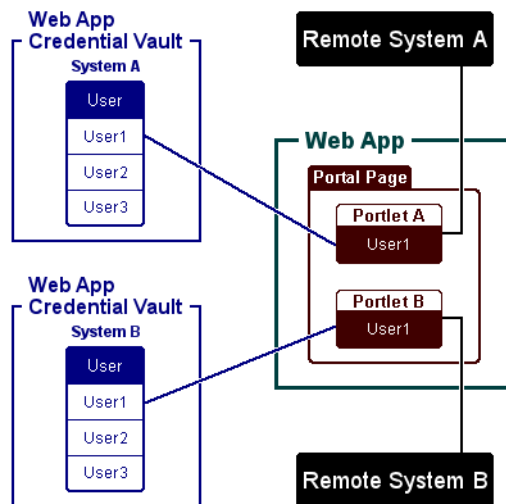 Web App
Credential Vault
System A
User
User1
User2
User3
Remote System A
Web App
Portal Page
Portlet A
User1
Portlet B
User1
Web App
Credential Vault
System B
User
User1
User2
User3
Remote System B